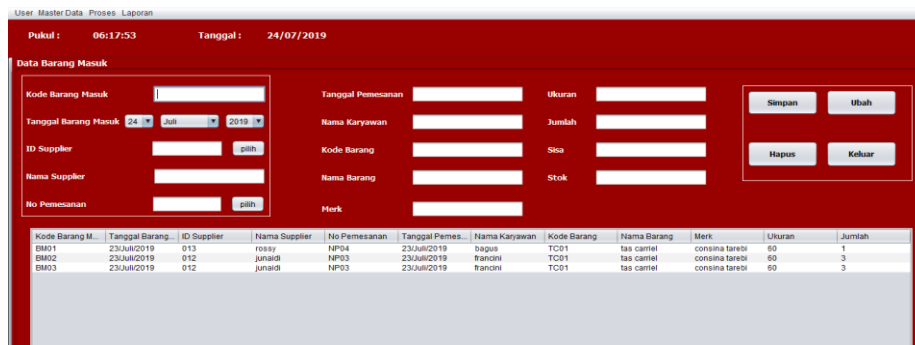 User Master Data Proses Laporan
Pukul : 06:17:53 Tanggal : 24/07/2019
Data Barang Masuk
Kode Barang Masuk Tanggal Pemesanan Ukuran Simpan Ubah
Tanggal Barang Masuk 24 Juli 2019 Nama Karyawan Jumlah
ID Supplier pilih Kode Barang Sisa Hapus Keluar
Nama Supplier Nama Barang Stok
No Pemesanan pilih Merk
Kode Barang M... Tanggal Barang... ID Supplier Nama Supplier No Pemesanan Tanggal Pemes... Nama Karyawan Kode Barang Nama Barang Merk Ukuran Jumlah
BM01 23/Juli/2019 013 rossy NP04 23/Juli/2019 bagus TC01 tas carriel consina tarebi 60 1
BM02 23/Juli/2019 012 junaidi NP03 23/Juli/2019 francini TC01 tas carriel consina tarebi 60 3
BM03 23/Juli/2019 012 junaidi NP03 23/Juli/2019 francini TC01 tas carriel consina tarebi 60 3